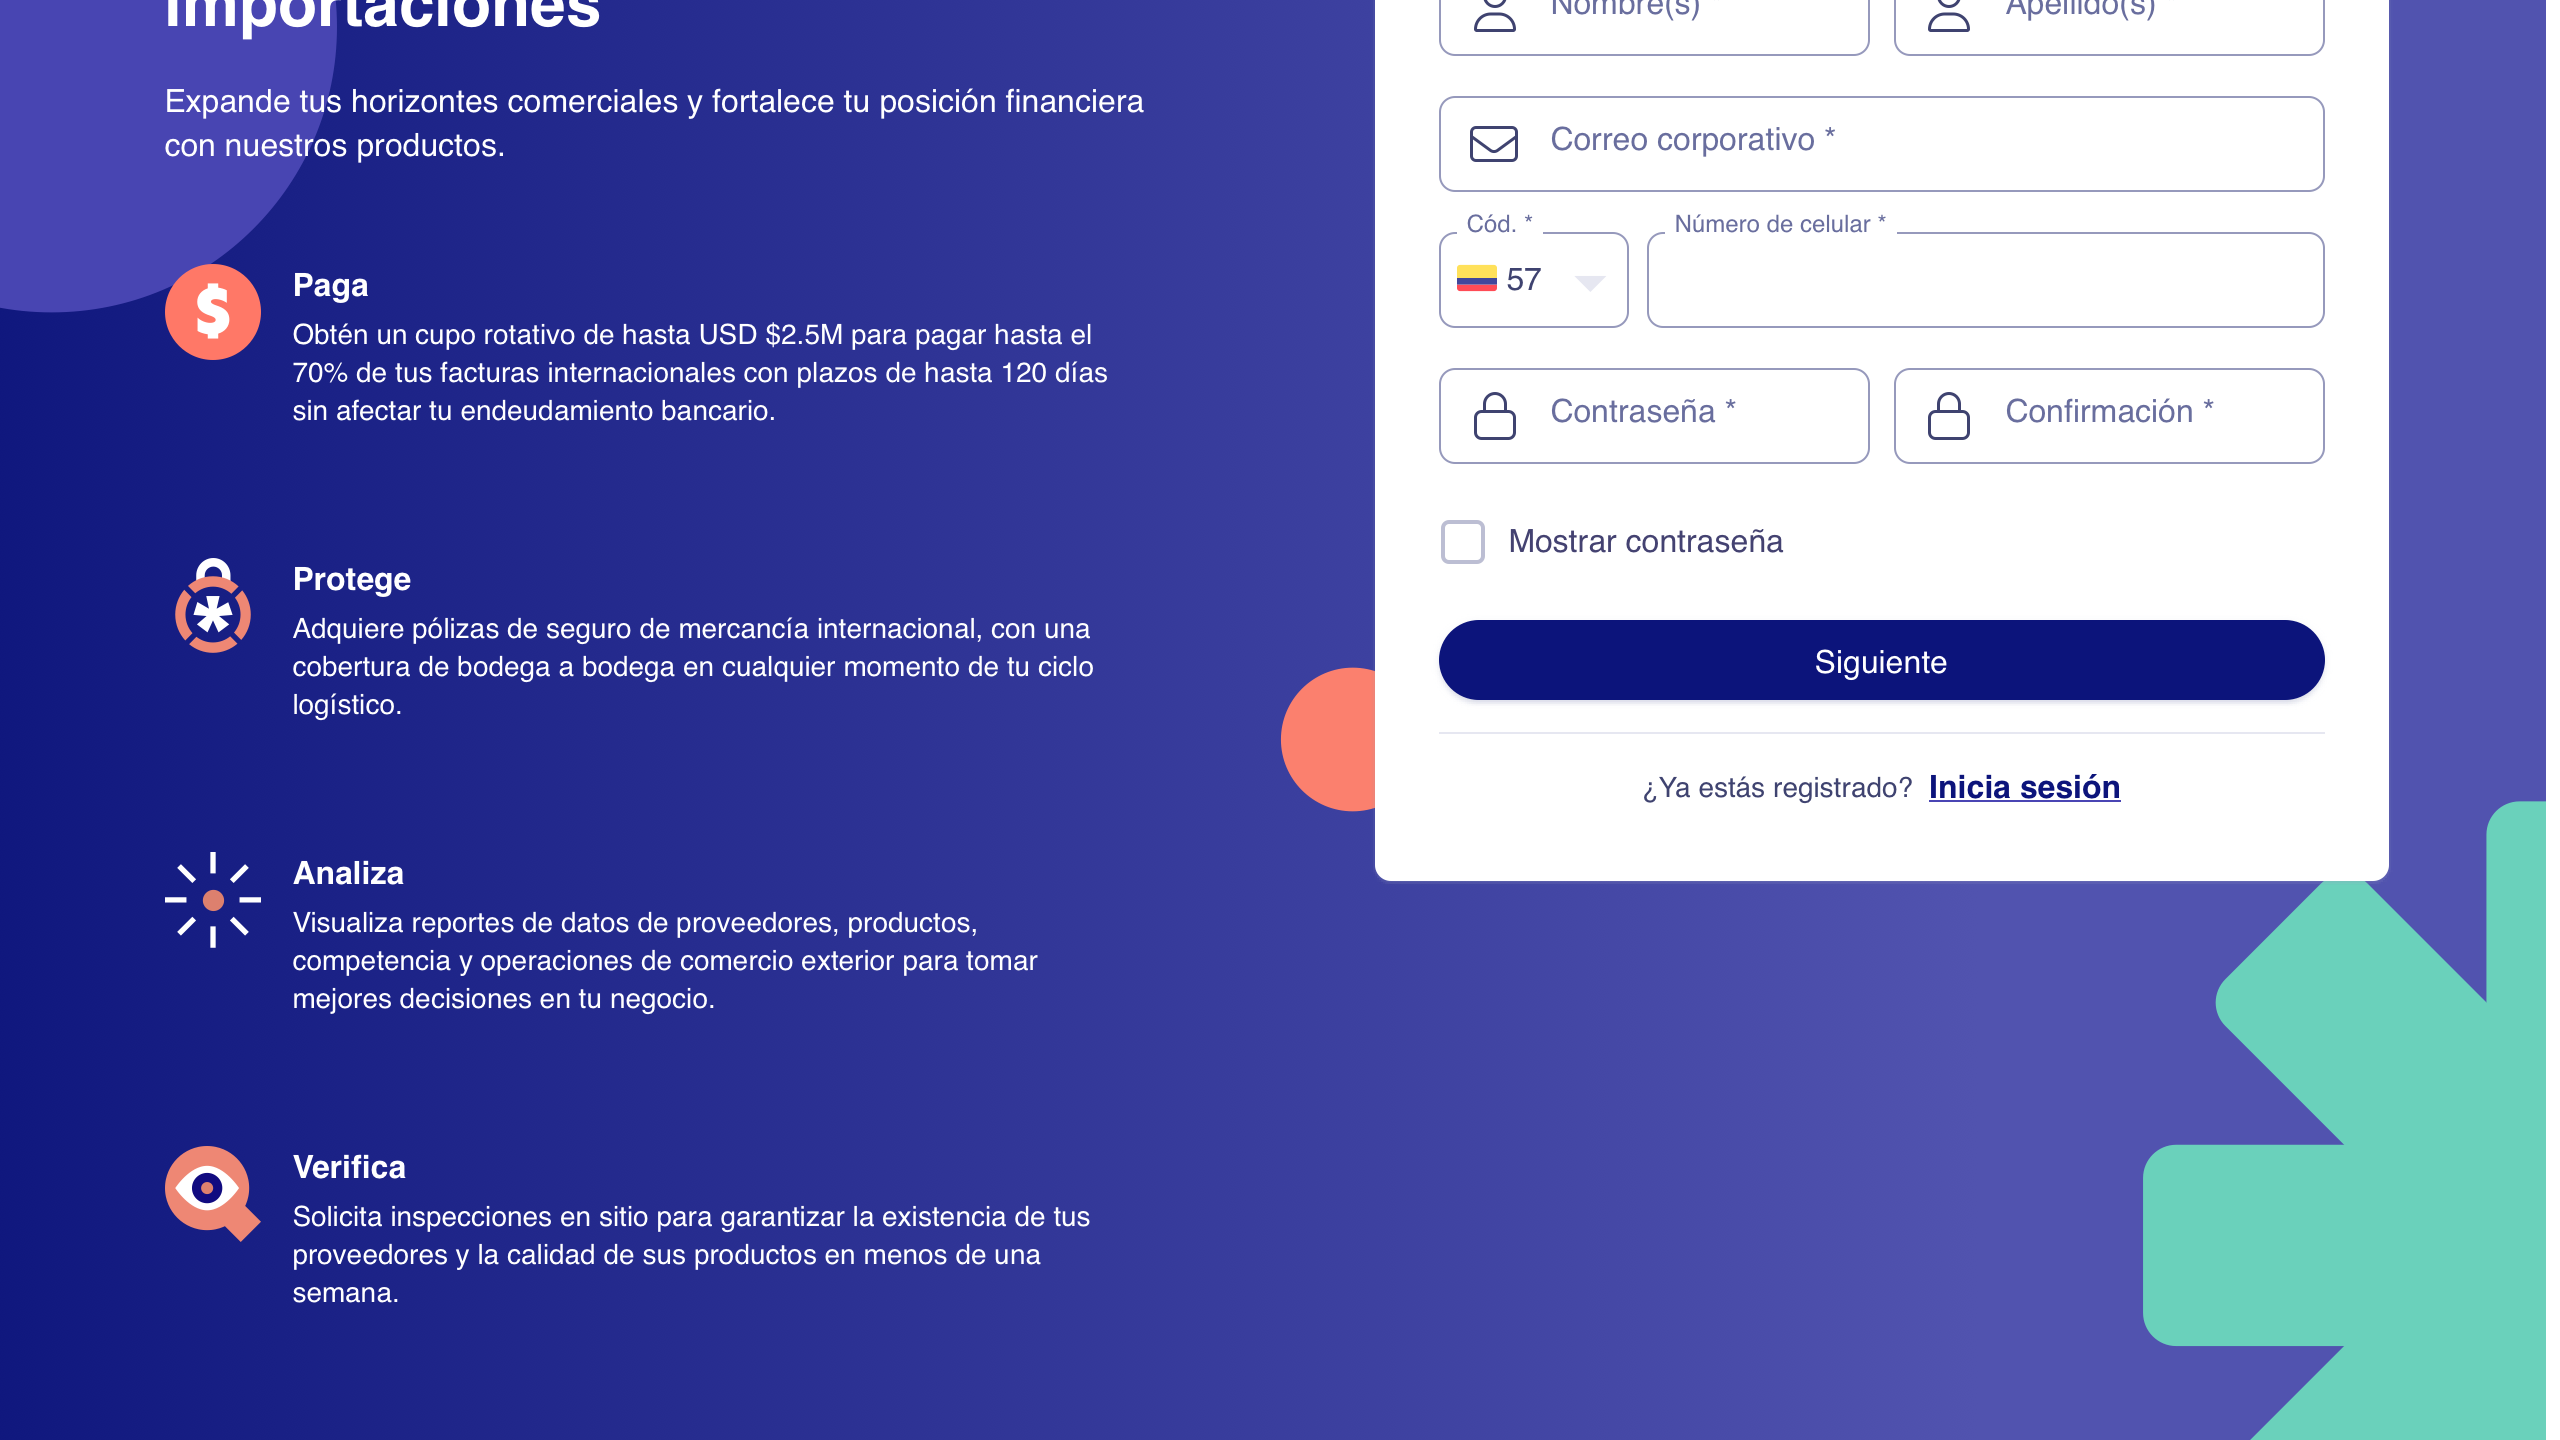 Importaciones
Expande tus horizontes comerciales y fortalece tu posición financiera
con nuestros productos.
Paga
Obtén un cupo rotativo de hasta USD $2.5M para pagar hasta el
70% de tus facturas internacionales con plazos de hasta 120 días
sin afectar tu endeudamiento bancario.
Protege
Adquiere pólizas de seguro de mercancía internacional, con una
cobertura de bodega a bodega en cualquier momento de tu ciclo
logístico.
Analiza
Visualiza reportes de datos de proveedores, productos,
competencia y operaciones de comercio exterior para tomar
mejores decisiones en tu negocio.
Verifica
Solicita inspecciones en sitio para garantizar la existencia de tus
proveedores y la calidad de sus productos en menos de una
semana.
Nombre(s)
Apellido(s)
Correo corporativo *
Cód. *
Número de celular *
57
Contraseña *
Confirmación *
Mostrar contraseña
Siguiente
¿Ya estás registrado? Inicia sesión